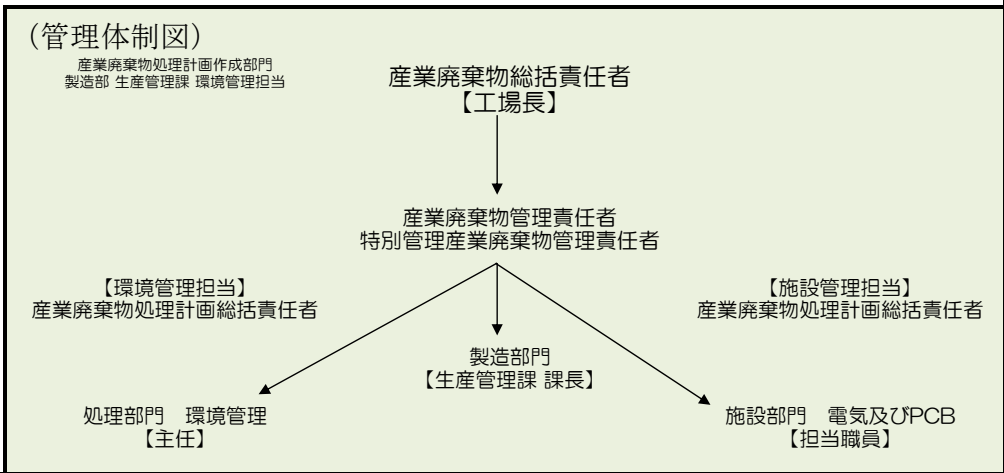 （管理体制図）
産業廃棄物処理計画作成部門
製造部 生産管理課 環境管理担当
産業廃棄物総括責任者
【工場長】
産業廃棄物管理責任者
特別管理産業廃棄物管理責任者
【環境管理担当】
産業廃棄物処理計画総括責任者
【施設管理担当】
産業廃棄物処理計画総括責任者
製造部門
【生産管理課 課長】
処理部門　環境管理
【主任】
施設部門　電気及びPCB
【担当職員】